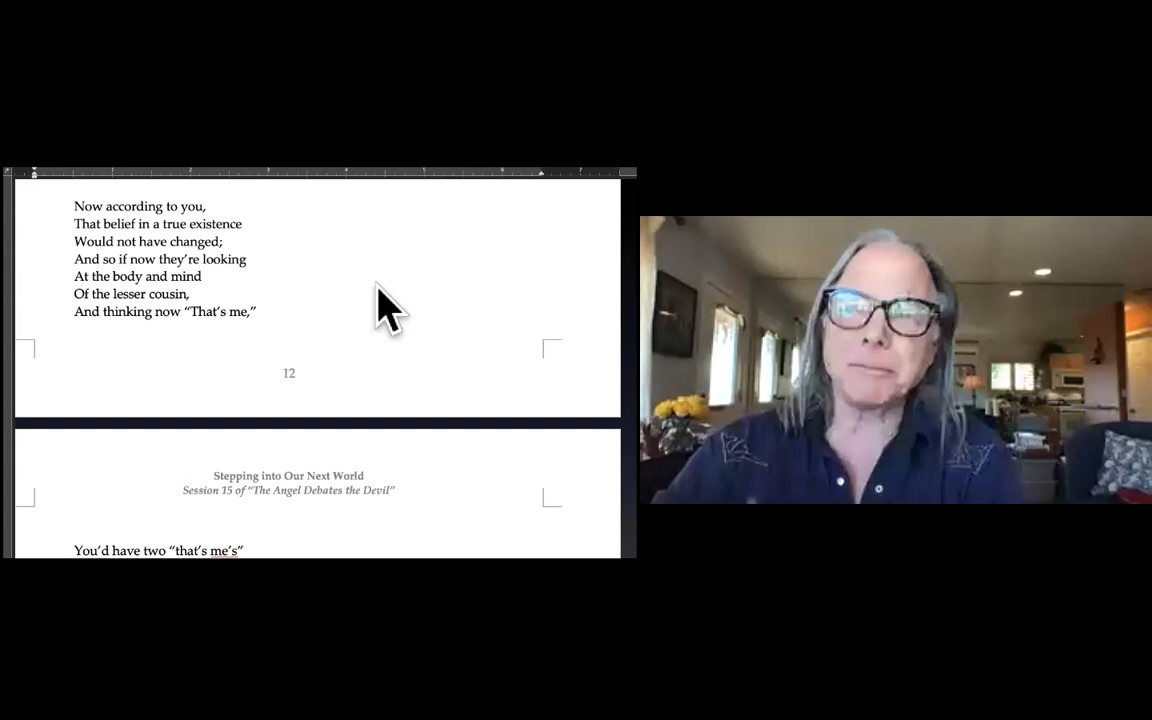 Now according to you,
That belief in a true existence
Would not have changed;
And so if now they’re looking
At the body and mind
Of the lesser cousin,
And thinking now “That’s me,”
12
Stepping into Our Next World
Session 15 of “The Angel Debates the Devil”
You’d have two “that’s me’s”